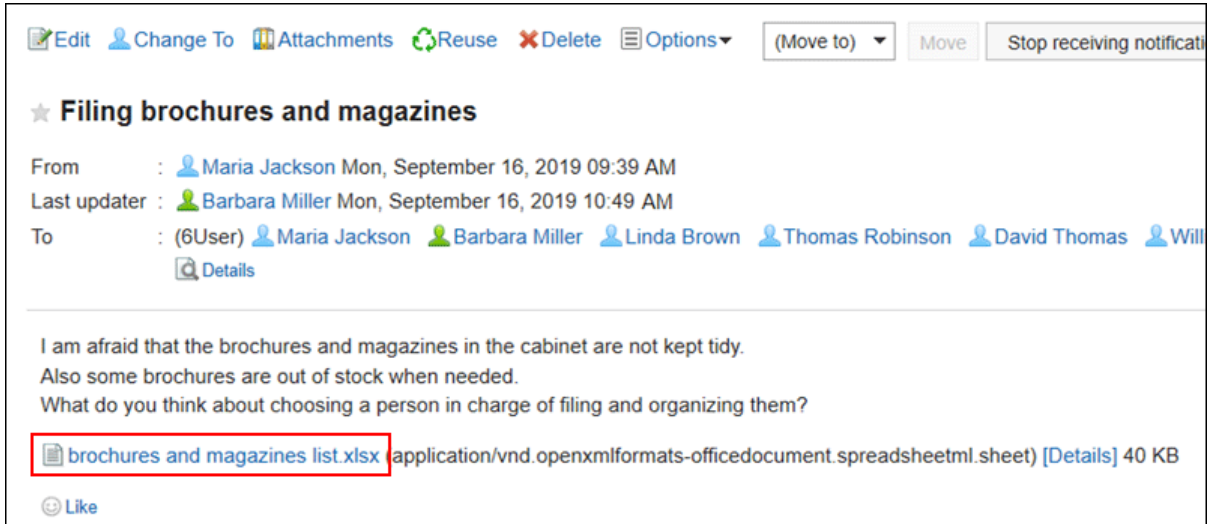 Edit Change To Attachments Reuse Delete Options (Move to) Move Stop receiving
Filing brochures and magazines
From : Maria Jackson Mon, September 16, 2019 09:39 AM
Last updater : Barbara Miller Mon, September 16, 2019 10:49 AM
To : (6User) Maria Jackson Barbara Miller Linda Brown Thomas Robinson David Thomas
Details
I am afraid that the brochures and magazines in the cabinet are not kept tidy.
Also some brochures are out of stock when needed.
What do you think about choosing a person in charge of filing and organizing them?
brochures and magazines list.xlsx (application/vnd.openxmlformats-officedocument.spreadsheetml.sheet) [Details] 40 KB
Like